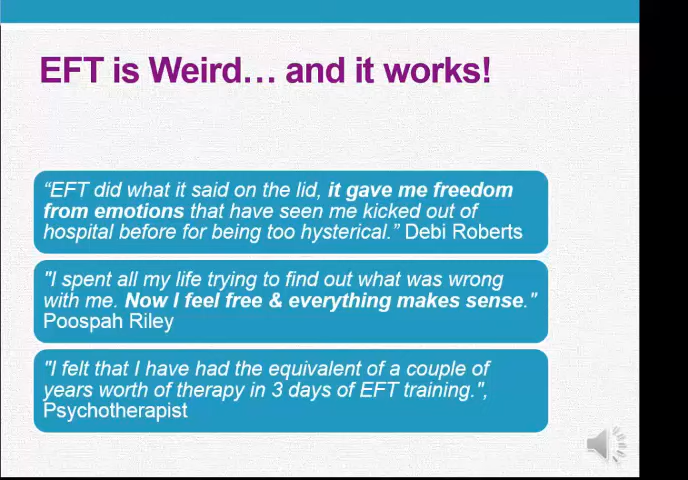 EFT is Weird… and it works!
“EFT did what it said on the lid, it gave me freedom
from emotions that have seen me kicked out of
hospital before for being too hysterical.” Debi Roberts
"I spent all my life trying to find out what was wrong
with me. Now I feel free & everything makes sense."
Poospah Riley
"I felt that I have had the equivalent of a couple of
years worth of therapy in 3 days of EFT training.",
Psychotherapist